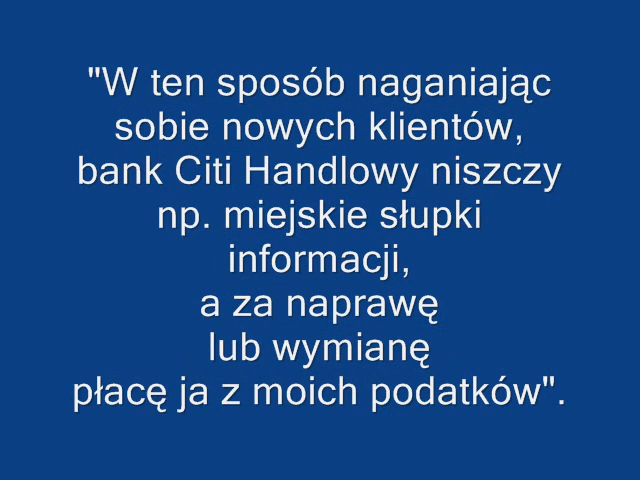 "W ten sposób naganiając
sobie nowych klientów,
bank Citi Handlowy niszczy
np. miejskie słupki
informacji,
a za naprawę
lub wymianę
płacę ja z moich podatków".